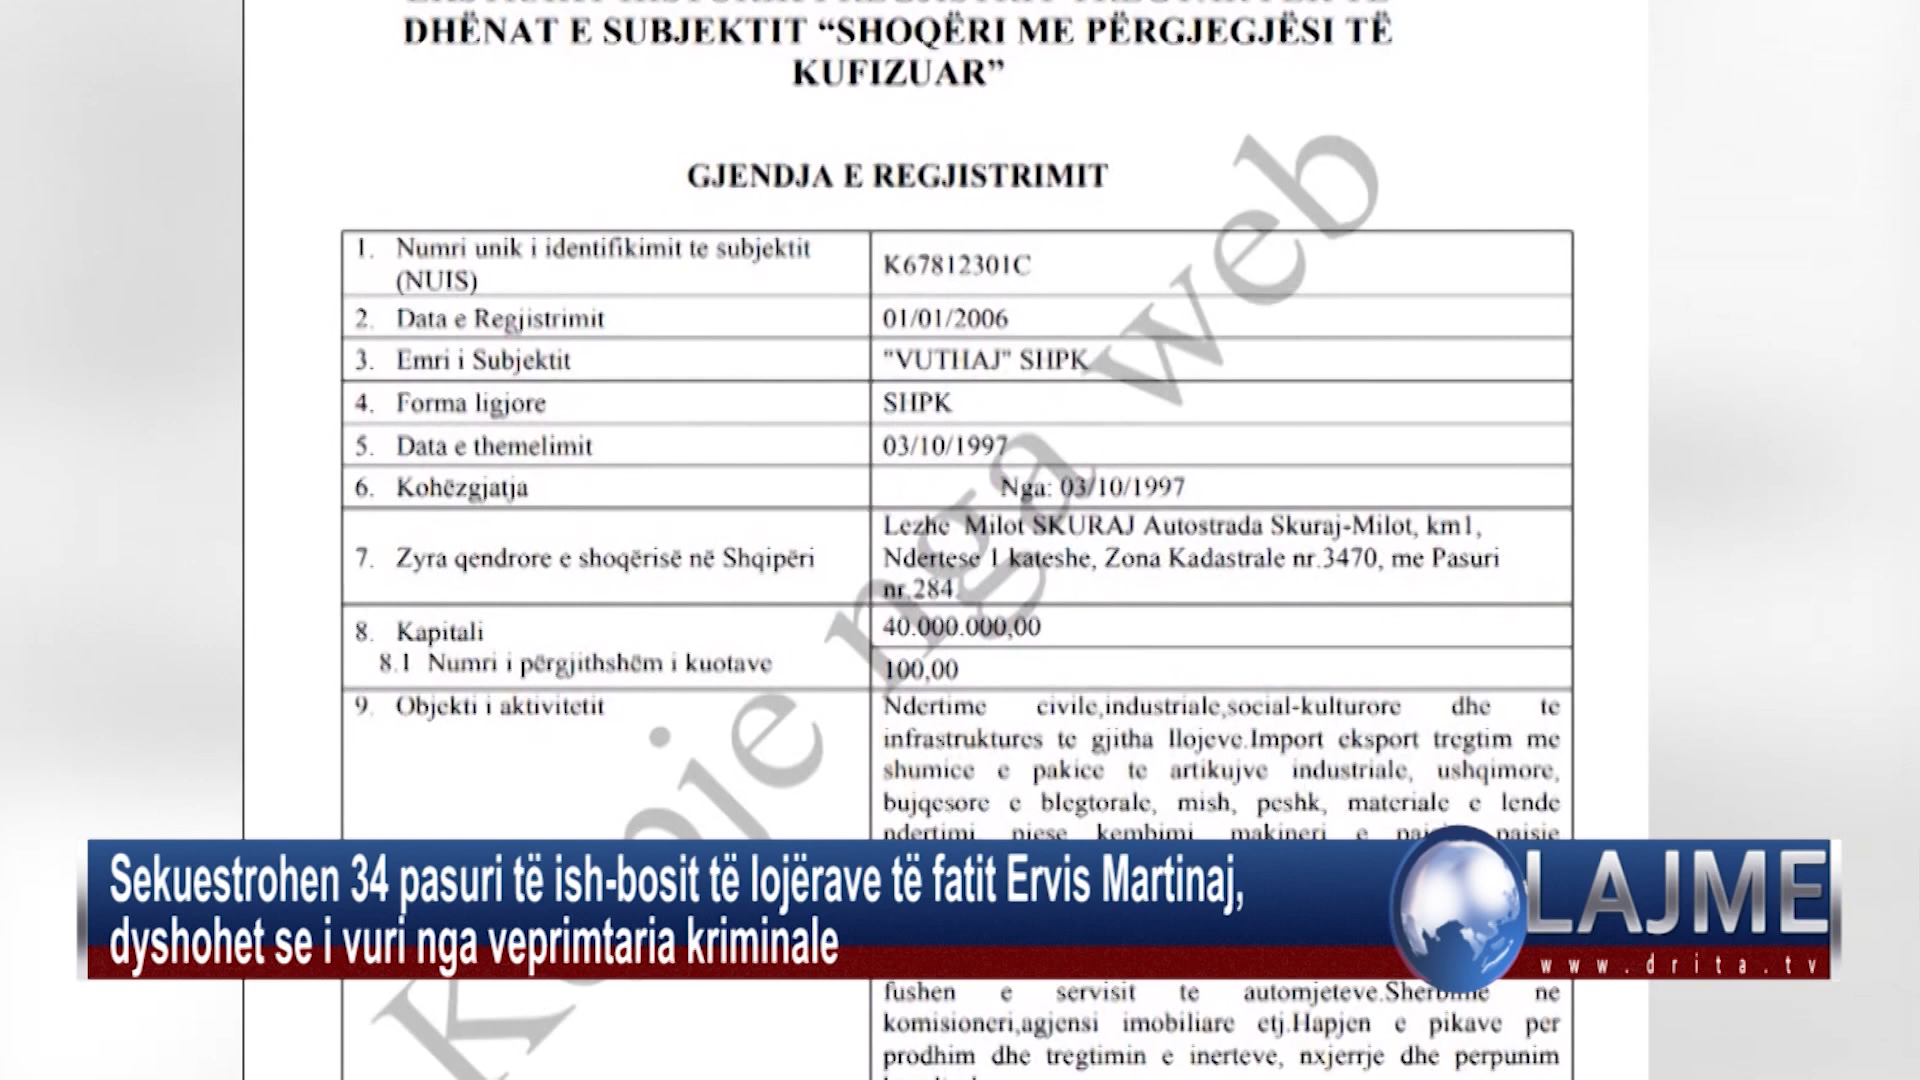 DHËNAT E SUBJEKTIT “SHOQËRI ME PËRGJEGJËSI TË
KUFIZUAR”
GJENDJA E REGJISTRIMIT
1. Numri unik i identifikimit te subjektit
(NUIS)
K67812301C
2. Data e Regjistrimit
01/01/2006
3. Emri i Subjektit
"VUTHAJ" SHPK
4. Forma ligjore
SHPK
5. Data e themelimit
03/10/1997
6. Kohëzgjatja
Nga: 03/10/1997
7. Zyra qendrore e shoqërisë në Shqipëri
Lezhe Milot SKURAJ Autostrada Skuraj-Milot, km1,
Ndertese 1 kateshe, Zona Kadastrale nr.3470, me Pasuri
nr.284.
8. Kapitali
40.000.000,00
8.1 Numri i përgjithshëm i kuotave
100,00
9. Objekti i aktivitetit
Ndertime civile,industriale,social-kulturore dhe te
infrastruktures te gjitha llojeve.Import eksport tregtim me
shumice e pakice te artikujve industriale, ushqimore,
bujqesore e blegtorale, mish, peshk, materiale e lende
ndertimi, pjese kembimi, makineri e
Sekuestrohen 34 pasuri të ish-bosit të lojërave të fatit Ervis Martinaj,
dyshohet se i vuri nga veprimtaria kriminale
LAJME
www.drita.tv
fushen e servisit te automjeteve.Sherbime ne
komisioneri,agjensi imobiliare etj.Hapjen e pikave per
prodhim dhe tregtimin e inerteve, nxjerrje dhe perpunim
Kopje nga web